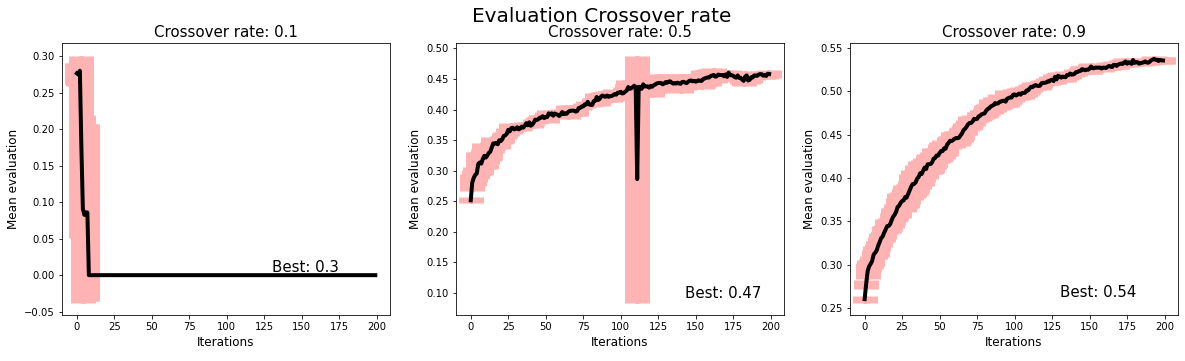 Evaluation Crossover rate
Crossover rate: 0.1
0.30
0.25
0.20
0.15
0.10
0.05
0.00
−0.05
Mean evaluation
Best: 0.3
0 25 50 75 100 125 150 175 200
Iterations
Crossover rate: 0.5
0.50
0.45
0.40
0.35
0.30
0.25
0.20
0.15
0.10
Mean evaluation
Best: 0.47
0 25 50 75 100 125 150 175 200
Iterations
Crossover rate: 0.9
0.55
0.50
0.45
0.40
0.35
0.30
0.25
Mean evaluation
Best: 0.54
0 25 50 75 100 125 150 175 200
Iterations